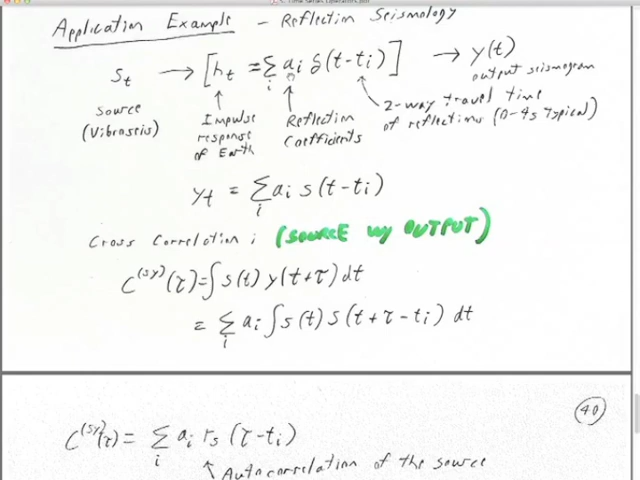 Application Example - Reflection Seismology
S_t → [h_t = Σ_i a_i δ(t-t_i)] → y(t)
output seismogram
Source (Vibroseis)
Impulse response of Earth
Reflection Coefficients
2-way travel time of reflections (0-4s typical)
y_t = Σ_i a_i s(t-t_i)
Cross Correlation: (SOURCE w/ OUTPUT)
C^(sy)(τ) = ∫ s(t) y(t+τ) dt
= Σ_i a_i ∫ s(t) s(t+τ-t_i) dt
40
C^(sy)(τ) = Σ_i a_i r_s (τ-t_i)
Autocorrelation of the source